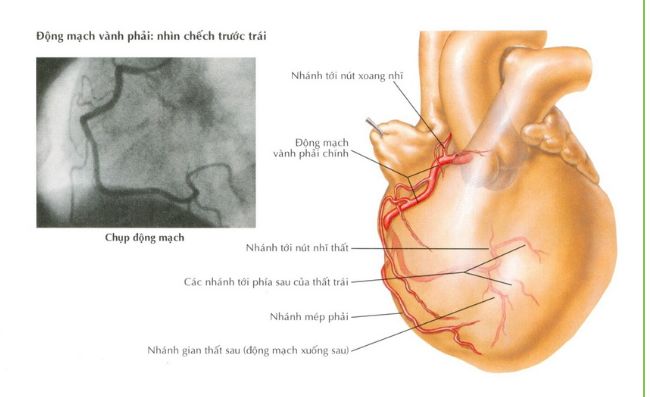 Động mạch vành phải: nhìn chếch trước trái
Nhánh tới nút xoang nhĩ
Động mạch
vành phải chính
Chụp động mạch
Nhánh tới nút nhĩ thất
Các nhánh tới phía sau của thất trái
Nhánh mép phải
Nhánh gian thất sau (động mạch xuống sau)